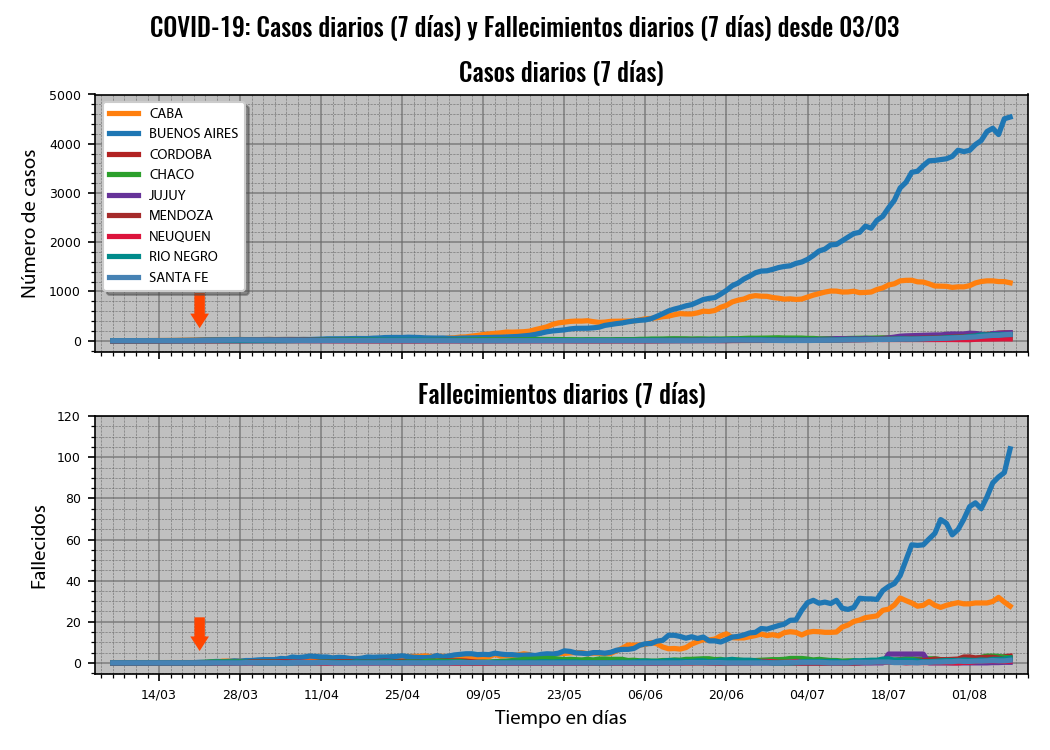 COVID-19: Casos diarios (7 días) y Fallecimientos diarios (7 días) desde 03/03
Casos diarios (7 días)
Número de casos
5000
4000
3000
2000
1000
0
CABA
BUENOS AIRES
CORDOBA
CHACO
JUJUY
MENDOZA
NEUQUEN
RIO NEGRO
SANTA FE
Fallecimientos diarios (7 días)
Fallecidos
120
100
80
60
40
20
0
14/03 28/03 11/04 25/04 09/05 23/05 06/06 20/06 04/07 18/07 01/08
Tiempo en días